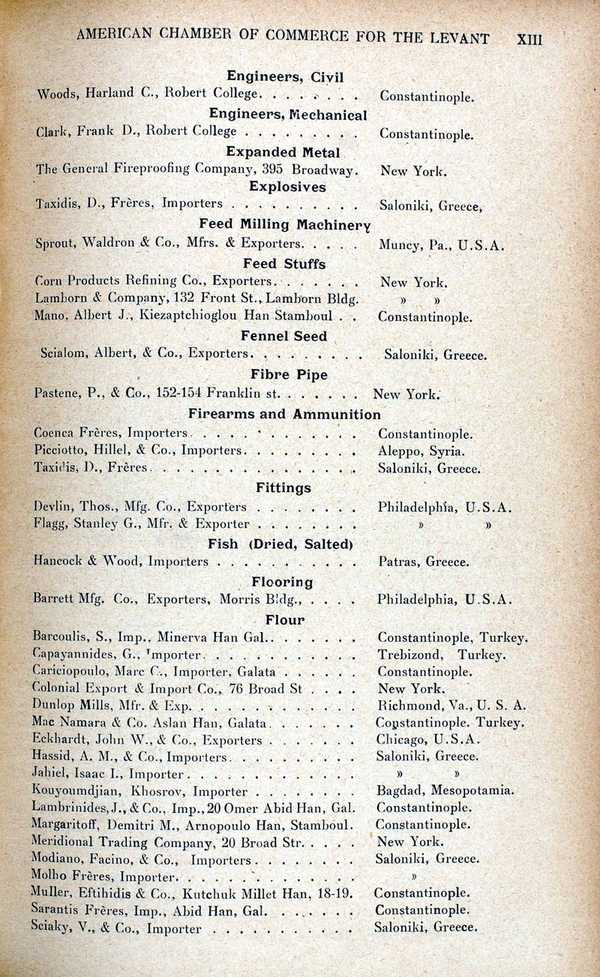 AMERICAN CHAMBER OF COMMERCE FOR THE LEVANT XIII
Engineers, Civil
Woods, Harland C., Robert College. . . . . . . . Constantinople.
Engineers, Mechanical
Clark, Frank D., Robert College . . . . . . . . . Constantinople.
Expanded Metal
The General Fireproofing Company, 395 Broadway. New York.
Explosives
Taxidis, D., Frères, Importers . . . . . . . . . . Saloniki, Greece,
Feed Milling Machinery
Sprout, Waldron & Co., Mfrs. & Exporters. . . . . Muncy, Pa., U.S.A.
Feed Stuffs
Corn Products Refining Co., Exporters. . . . . . . New York.
Lamborn & Company, 132 Front St., Lamborn Bldg. » »
Mano, Albert J., Kiezaptchioglou Han Stamboul . . Constantinople.
Fennel Seed
Scialom, Albert, & Co., Exporters. . . . . . . . . Saloniki, Greece.
Fibre Pipe
Pastene, P., & Co., 152-154 Franklin st. . . . . . . New York.
Firearms and Ammunition
Coenca Frères, Importers . . . . . . . . . . . . . Constantinople.
Picciotto, Hillel, & Co., Importers. . . . . . . . . Aleppo, Syria.
Taxidis, D., Frères. . . . . . . . . . . . . . . . Saloniki, Greece.
Fittings
Devlin, Thos., Mfg. Co., Exporters . . . . . . . . Philadelphia, U.S.A.
Flagg, Stanley G., Mfr. & Exporter . . . . . . . . » »
Fish (Dried, Salted)
Hancock & Wood, Importers . . . . . . . . . . . Patras, Greece.
Flooring
Barrett Mfg. Co., Exporters, Morris Bldg., . . . . Philadelphia, U.S.A.
Flour
Barcoulis, S., Imp., Minerva Han Gal. . . . . . . Constantinople, Turkey.
Capayannides, G., Importer. . . . . . . . . . . . Trebizond, Turkey.
Cariciopoulo, Marc C., Importer, Galata . . . . . Constantinople.
Colonial Export & Import Co., 76 Broad St . . . . New York.
Dunlop Mills, Mfr. & Exp. . . . . . . . . . . . . Richmond, Va., U. S. A.
Mac Namara & Co. Aslan Han, Galata. . . . . . . Constantinople. Turkey.
Eckhardt, John W., & Co., Exporters . . . . . . . Chicago, U.S.A.
Hassid, A. M., & Co., Importers. . . . . . . . . . Saloniki, Greece.
Jahiel, Isaac I., Importer. . . . . . . . . . . . . » »
Kouyoumdjian, Khosrov, Importer . . . . . . . . Bagdad, Mesopotamia.
Lambrinides, J., & Co., Imp., 20 Omer Abid Han, Gal. Constantinople.
Margaritoff, Demitri M., Arnopoulo Han, Stamboul. Constantinople.
Meridional Trading Company, 20 Broad Str. . . . . New York.
Modiano, Facino, & Co., Importers . . . . . . . . Saloniki, Greece.
Molho Frères, Importer. . . . . . . . . . . . . . »
Muller, Efthidis & Co., Kutchuk Millet Han, 18-19. Constantinople.
Sarantis Frères, Imp., Abid Han, Gal. . . . . . . Constantinople.
Sciaky, V., & Co., Importer . . . . . . . . . . . Saloniki, Greece.